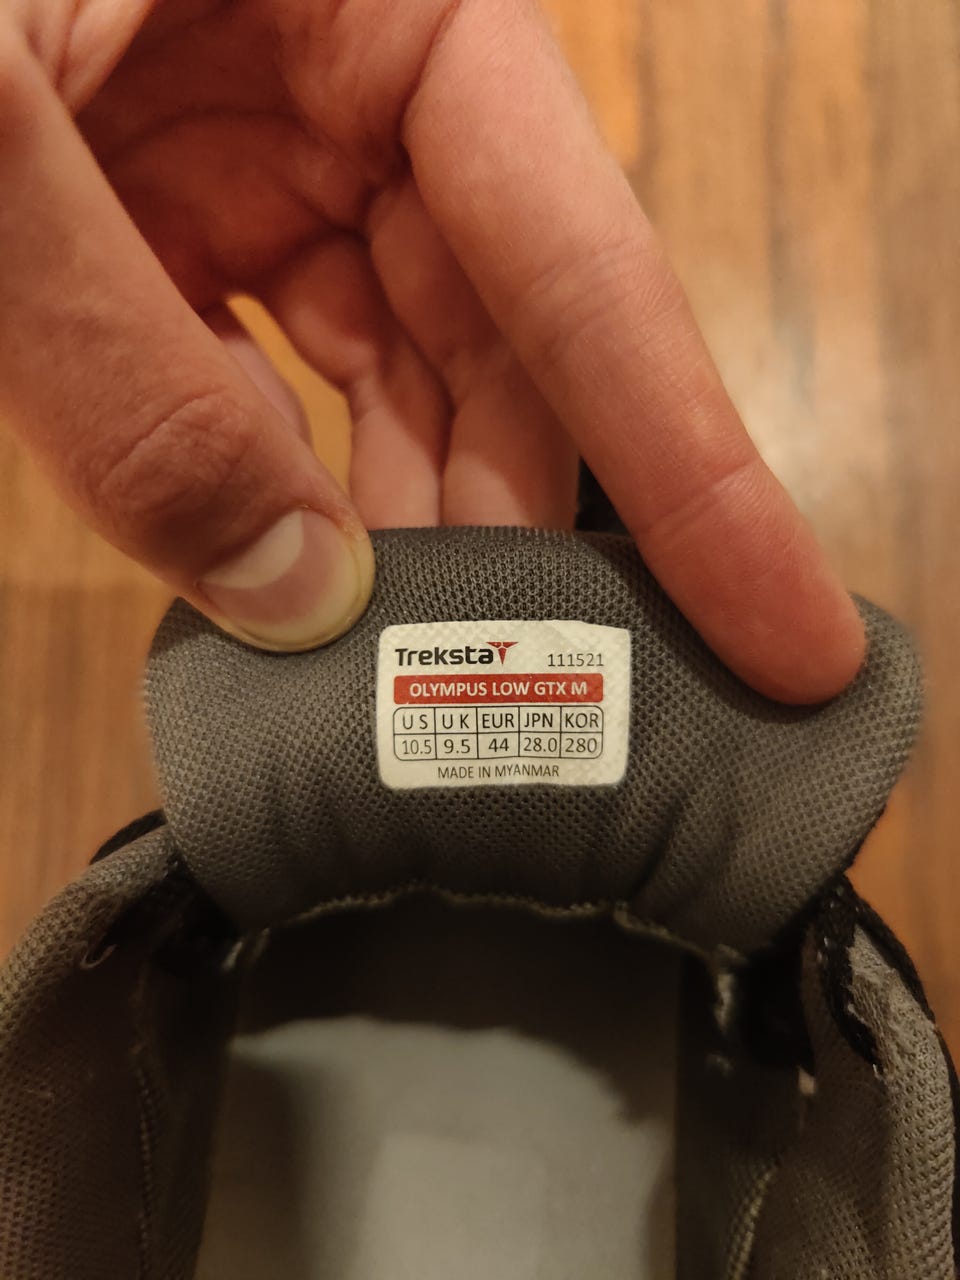 Treksta 111521
OLYMPUS LOW GTX M
US UK EUR JPN KOR
10.5 9.5 44 28.0 280
MADE IN MYANMAR